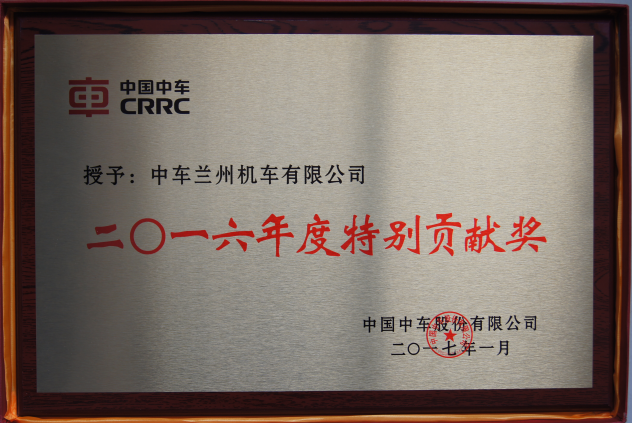 中国中车
CRRC
授予：中车兰州机车有限公司
二〇一六年度特别贡献奖
中国中车股份有限公司
二〇一七年一月